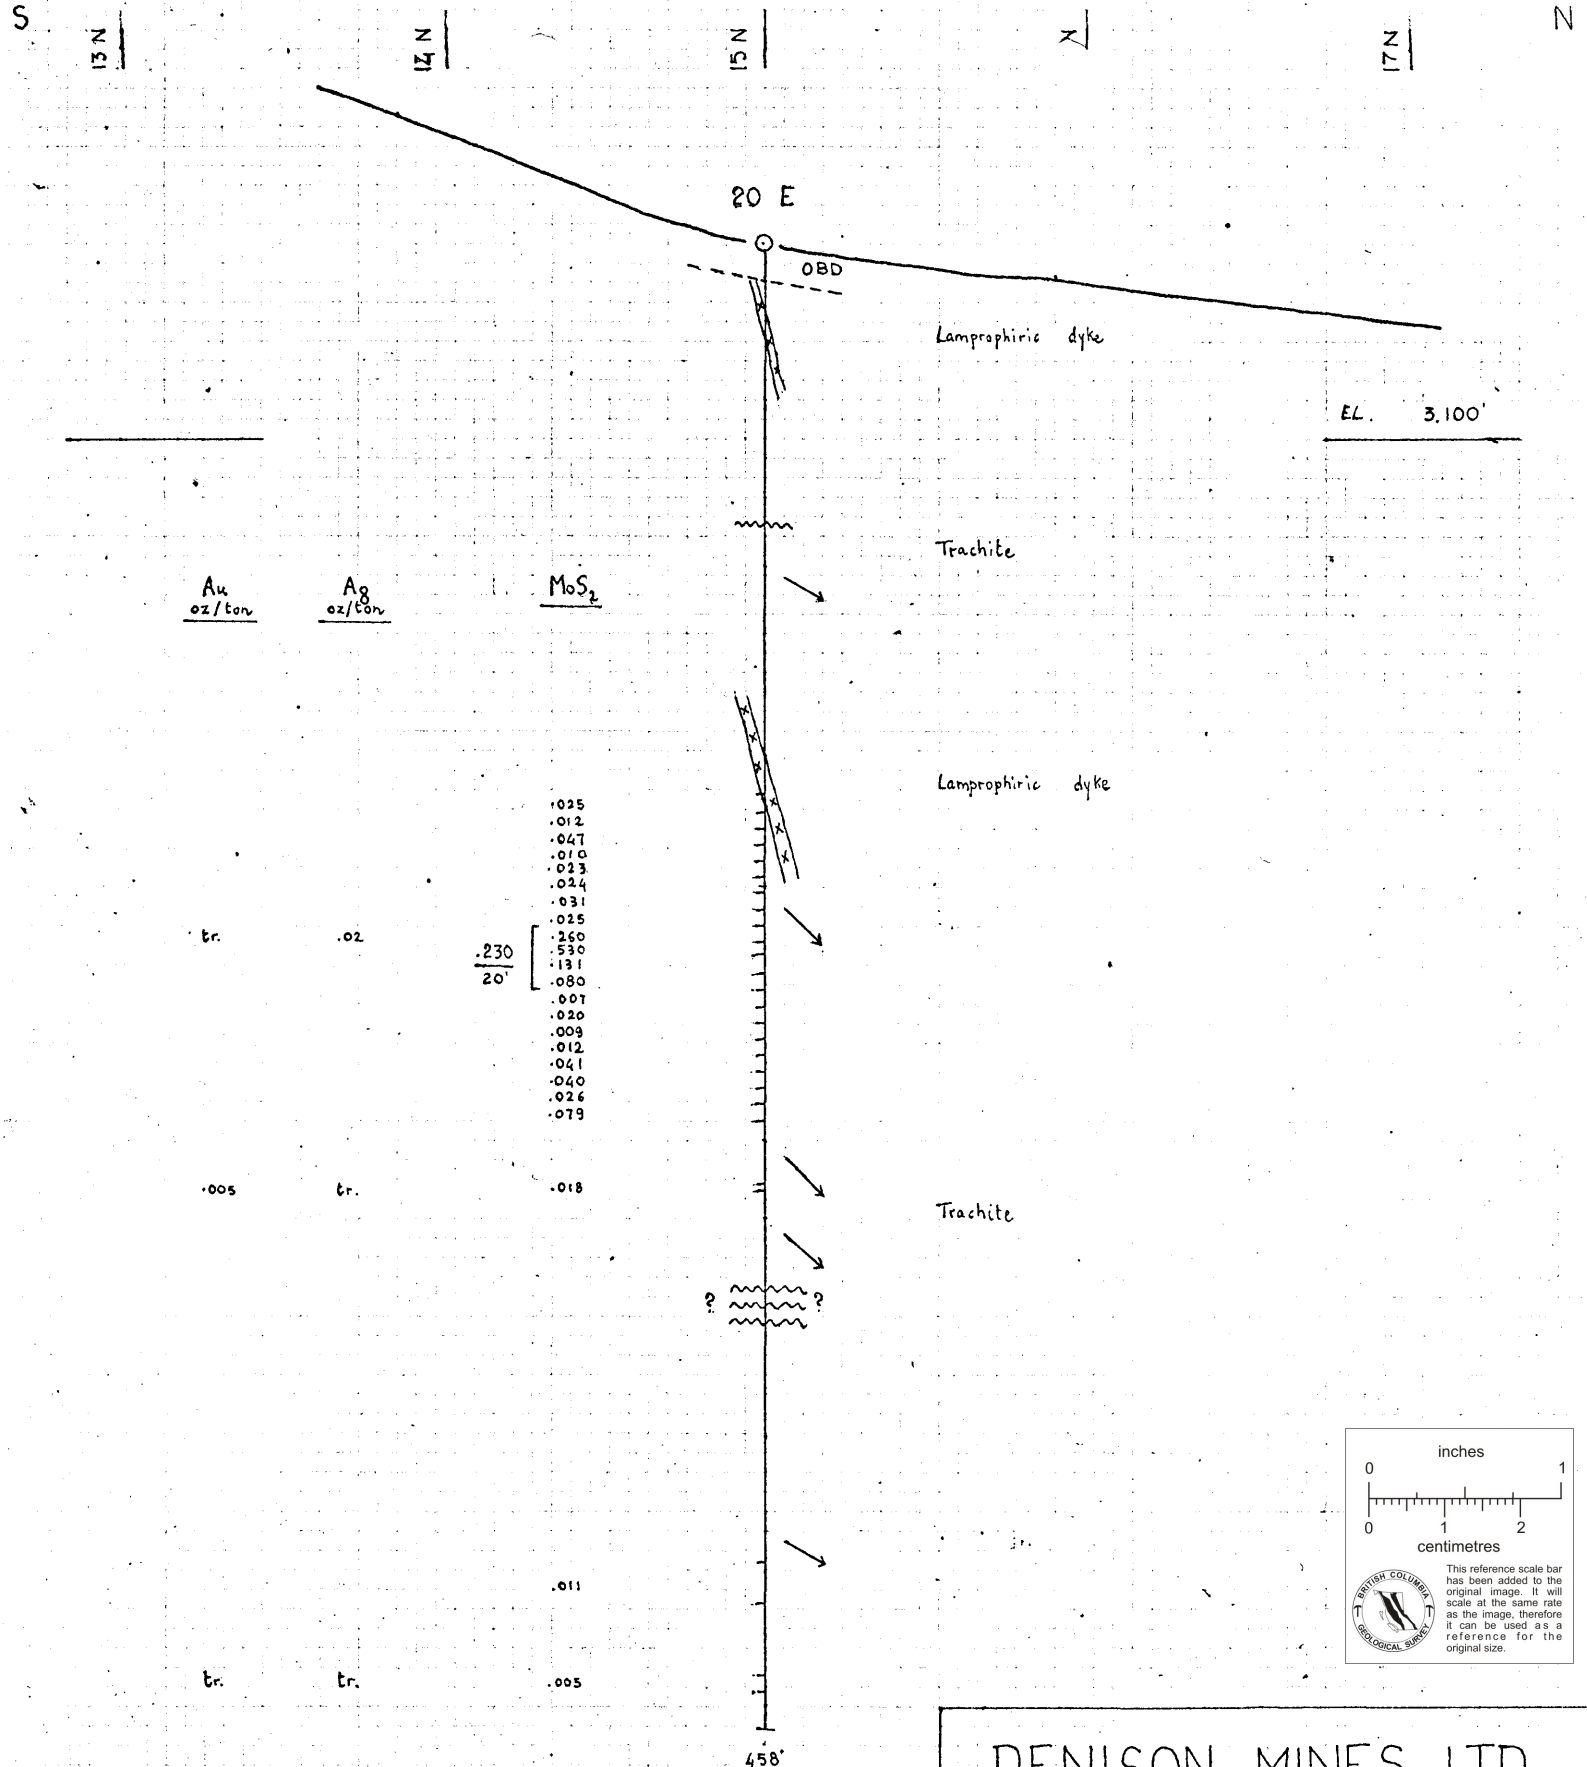 S N
13 N 14 N 15 N N 17 N
20 E
OBD
Lamprophiric dyke
EL. 3,100'
Trachite
Au Ag MoS2
oz/ton oz/ton
Lamprophiric dyke
.025
.012
.047
.010
.023
.024
.031
.025
tr. .02 .260
.230 .530
20' .131
.080
.007
.020
.009
.012
.041
.040
.026
.079
.005 tr. .018
Trachite
? ?
inches
0 1
0 1 2
centimetres
This reference scale bar
has been added to the
original image. It will
scale at the same rate
as the image, therefore
it can be used as a
reference for the
original size.
BRITISH COLUMBIA
GEOLOGICAL SURVEY
.011
tr. tr. .005
458'
DENISON MINES LTD